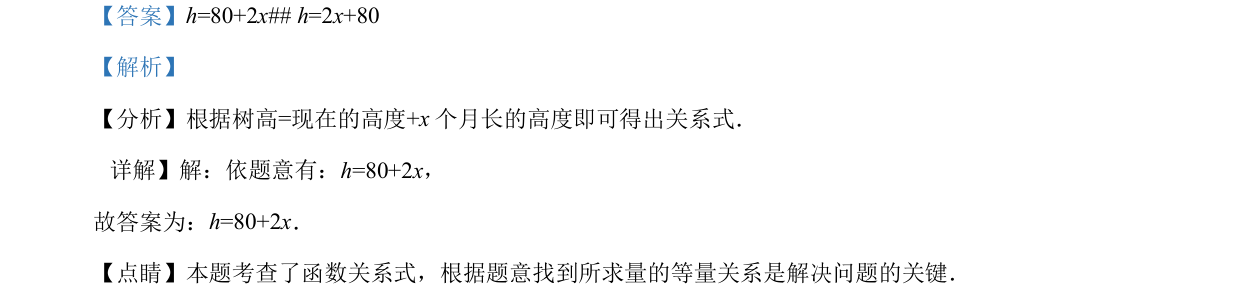 【答案】h=80+2x## h=2x+80
【解析】
【分析】根据树高=现在的高度+x 个月长的高度即可得出关系式．
详解】解：依题意有：h=80+2x，
故答案为：h=80+2x．
【点睛】本题考查了函数关系式，根据题意找到所求量的等量关系是解决问题的关键．